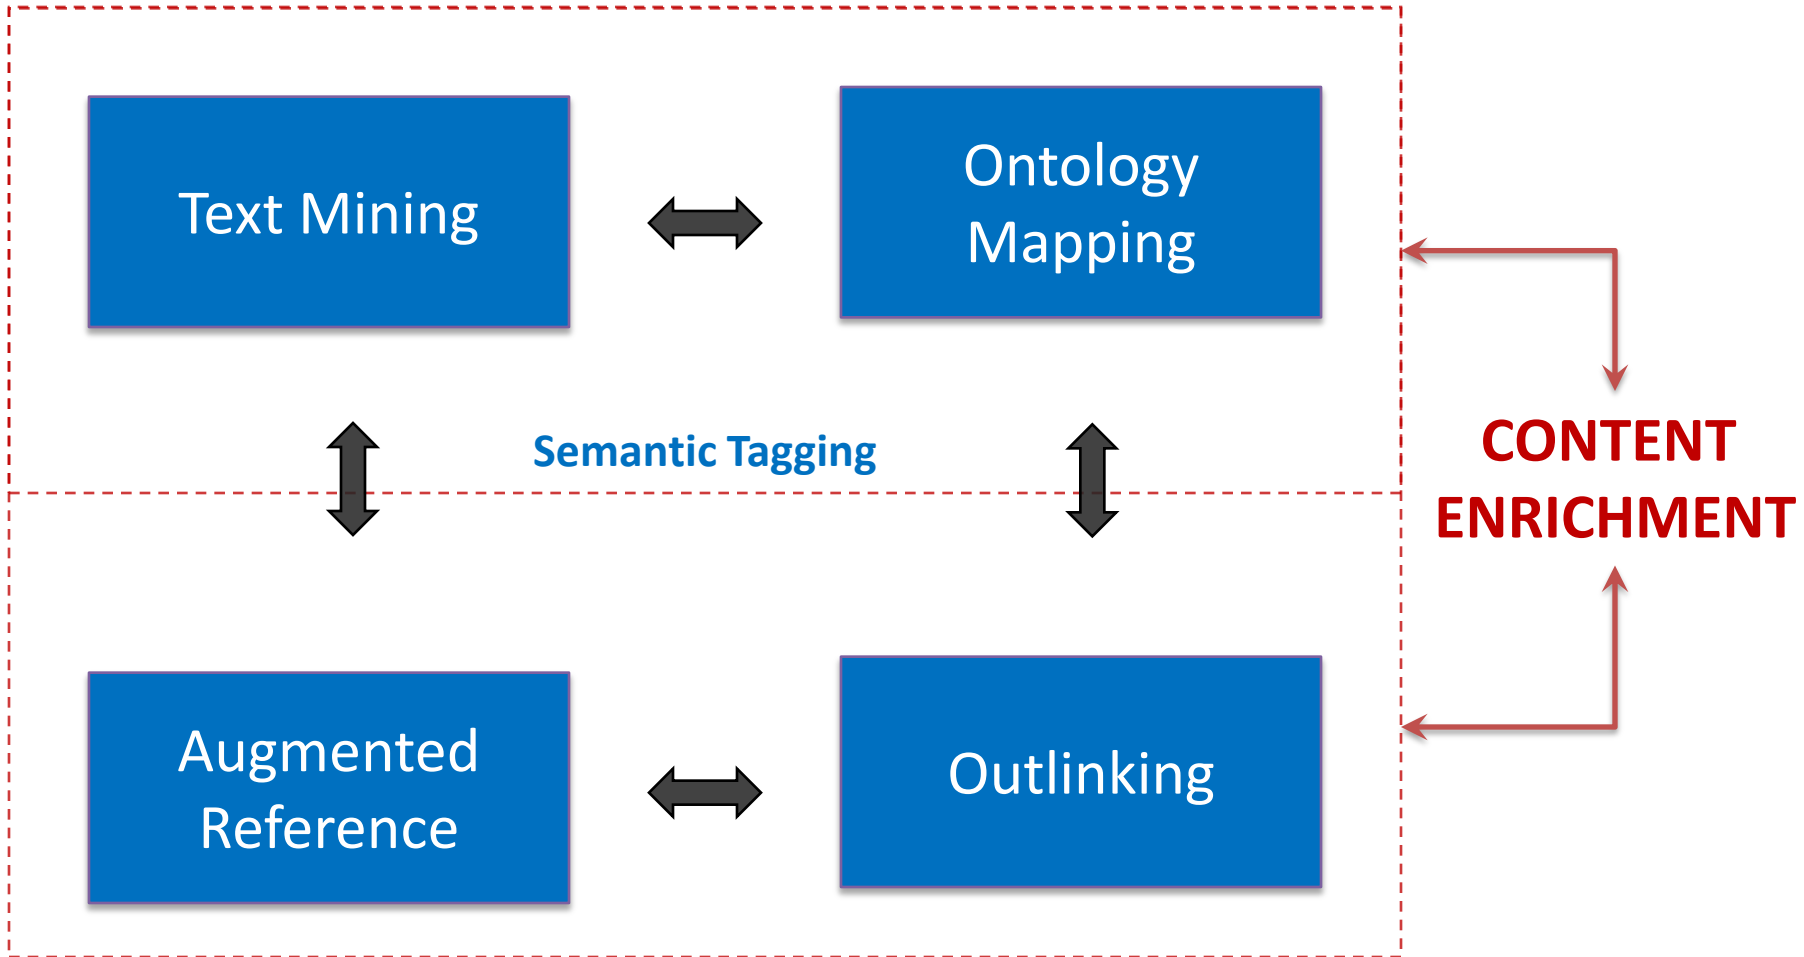 Text Mining
Ontology
Mapping
Semantic Tagging
CONTENT
ENRICHMENT
Augmented
Reference
Outlinking